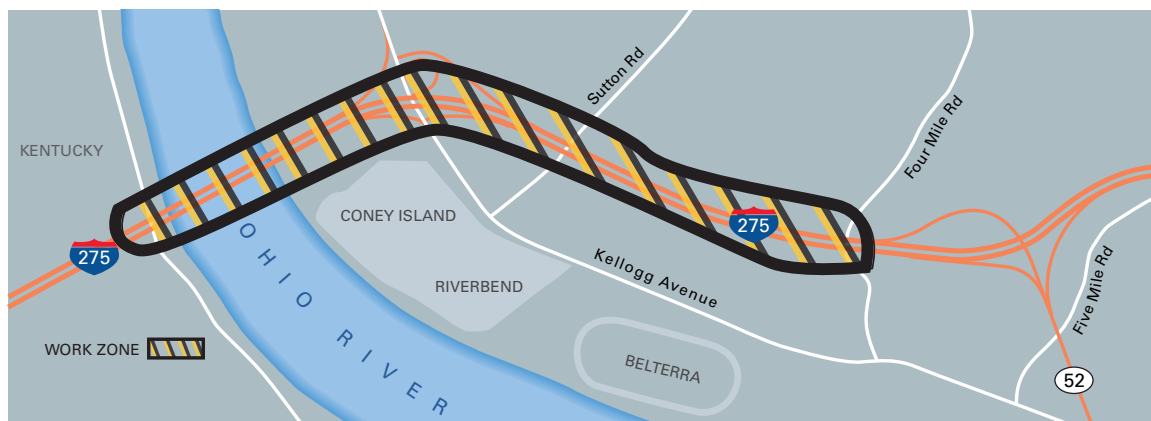 Sutton Rd
Four Mile Rd
KENTUCKY
CONEY ISLAND
275
275
OHIO RIVER
Kellogg Avenue
RIVERBEND
Five Mile Rd
WORK ZONE
BELTERRA
52